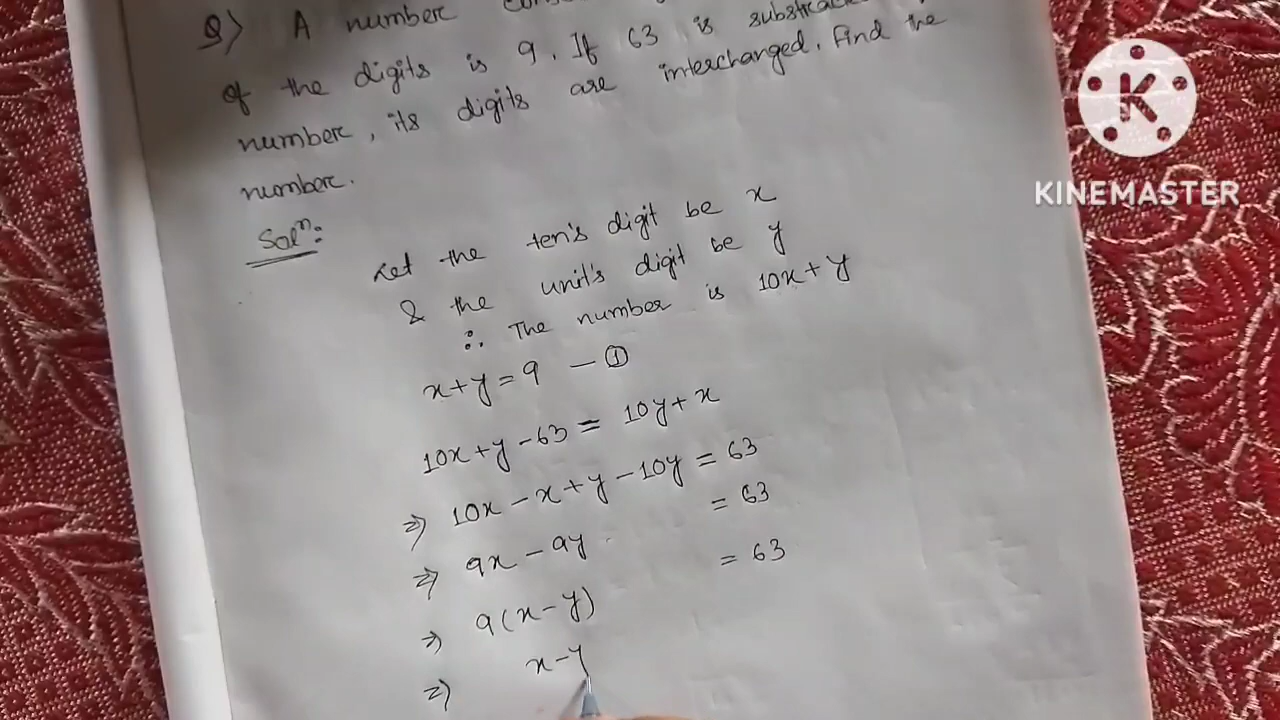 Q) A number
of the digits is 9. If 63 is
number, its digits are interchanged. Find the
number.
Solⁿ:
Let the ten's digit be x
& the unit's digit be y
∴ The number is 10x + y
x + y = 9 — ①
10x + y - 63 = 10y + x
⇒ 10x - x + y - 10y = 63
⇒ 9x - 9y = 63
⇒ 9(x - y) = 63
⇒ x - y
K
KINEMASTER